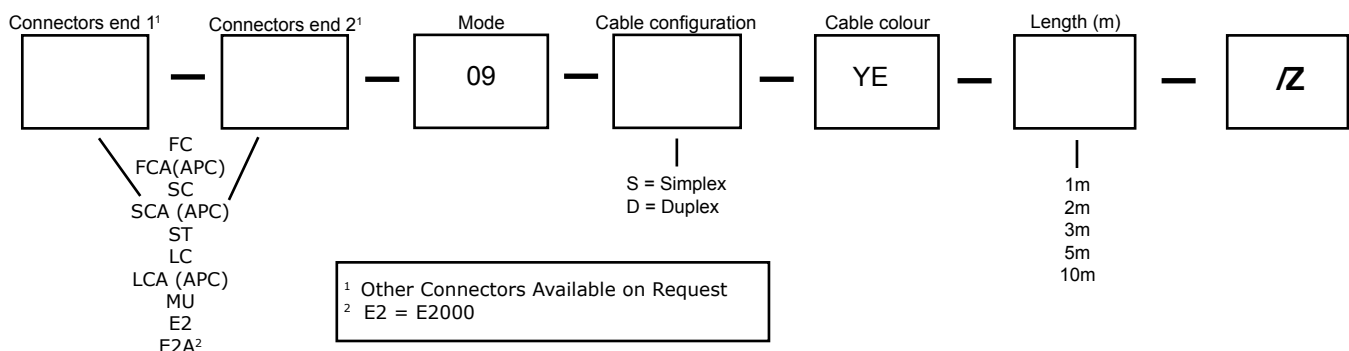 Connectors end 1¹
Connectors end 2¹
Mode
Cable configuration
Cable colour
Length (m)
09
YE
/Z
FC
FCA(APC)
SC
SCA (APC)
ST
LC
LCA (APC)
MU
E2
E2A²
S = Simplex
D = Duplex
1m
2m
3m
5m
10m
¹ Other Connectors Available on Request
² E2 = E2000